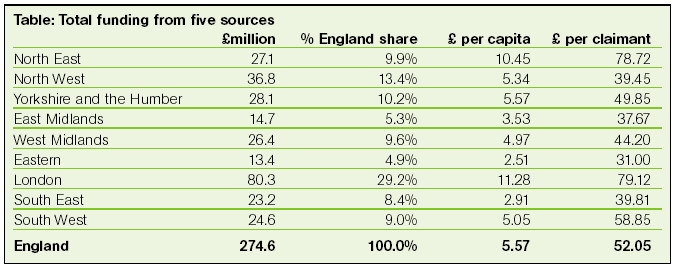 Table: Total funding from five sources
£million % England share £ per capita £ per claimant
North East 27.1 9.9% 10.45 78.72
North West 36.8 13.4% 5.34 39.45
Yorkshire and the Humber 28.1 10.2% 5.57 49.85
East Midlands 14.7 5.3% 3.53 37.67
West Midlands 26.4 9.6% 4.97 44.20
Eastern 13.4 4.9% 2.51 31.00
London 80.3 29.2% 11.28 79.12
South East 23.2 8.4% 2.91 39.81
South West 24.6 9.0% 5.05 58.85
England 274.6 100.0% 5.57 52.05